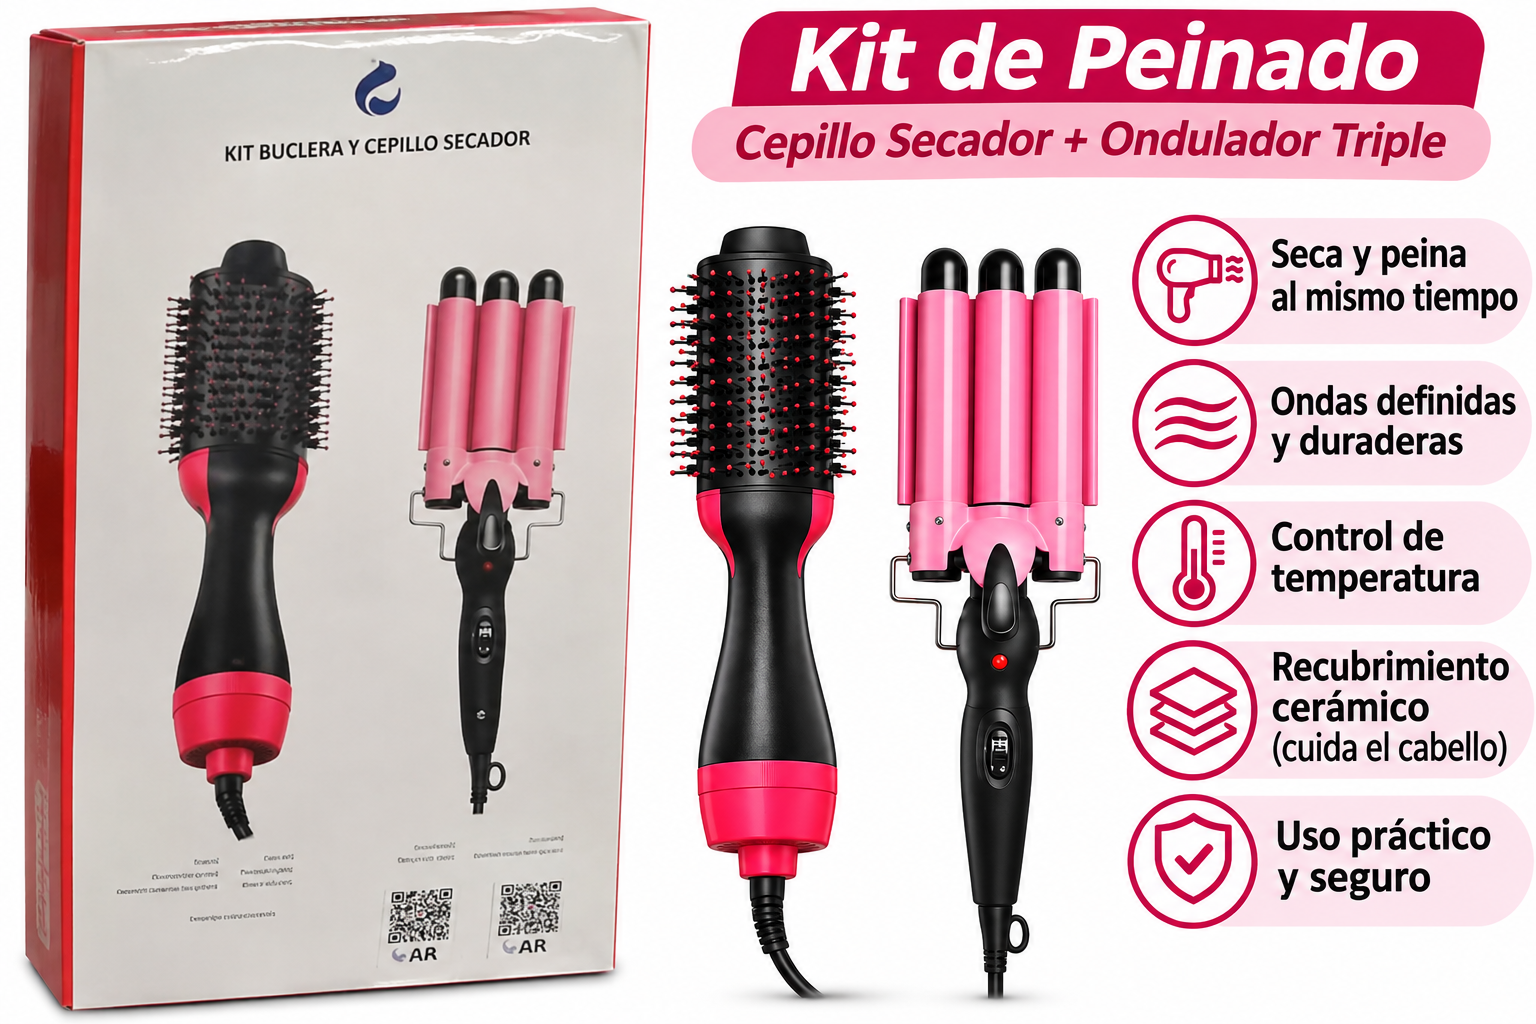 KIT BUCLERA Y CEPILLO SECADOR
AR
AR
Kit de Peinado
Cepillo Secador + Ondulador Triple
Seca y peina
al mismo tiempo
Ondas definidas
y duraderas
Control de
temperatura
Recubrimiento
cerámico
(cuida el cabello)
Uso práctico
y seguro